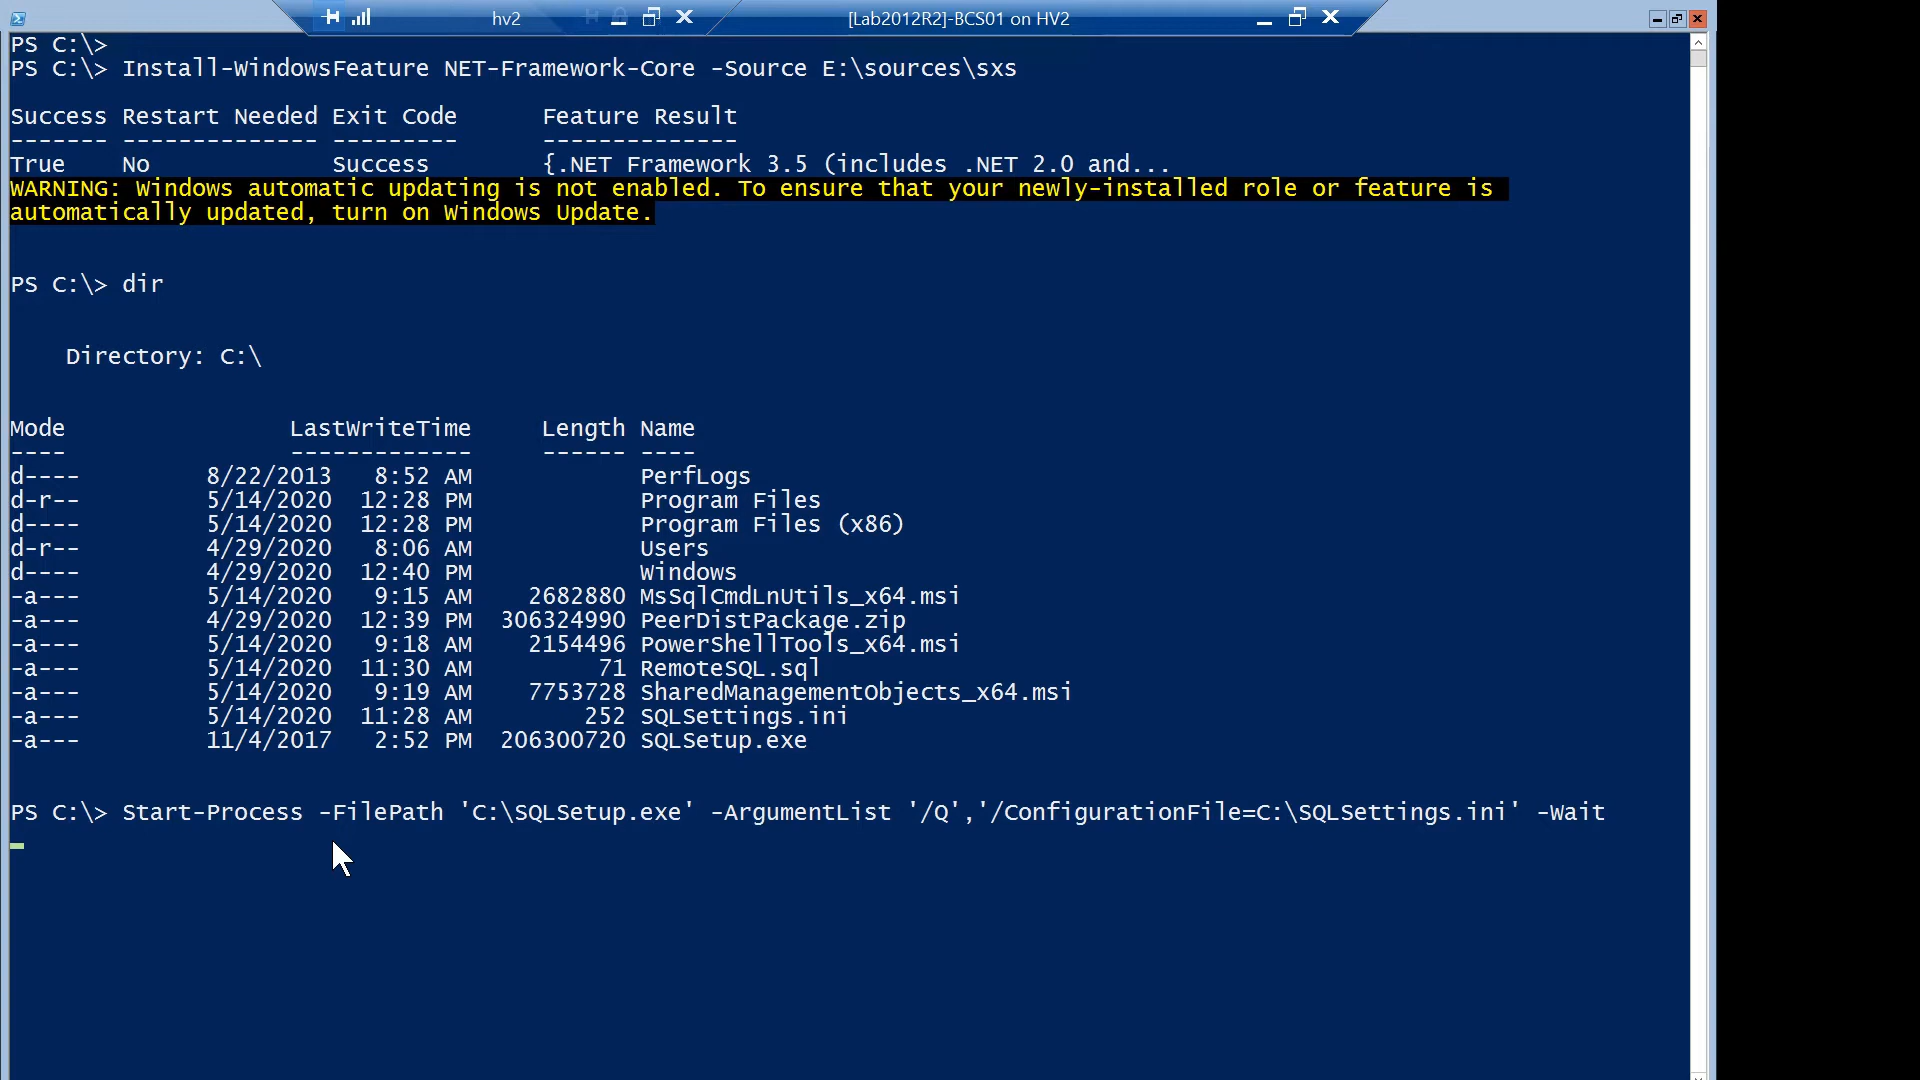 hv2
[Lab2012R2]-BCS01 on HV2
PS C:\>
PS C:\> Install-WindowsFeature NET-Framework-Core -Source E:\sources\sxs
Success Restart Needed Exit Code      Feature Result
------- -------------- ---------      --------------
True    No             Success        {.NET Framework 3.5 (includes .NET 2.0 and...
WARNING: Windows automatic updating is not enabled. To ensure that your newly-installed role or feature is
automatically updated, turn on Windows Update.
PS C:\> dir
Directory: C:\
Mode                LastWriteTime     Length Name
----                -------------     ------ ----
d----         8/22/2013   8:52 AM            PerfLogs
d-r--         5/14/2020  12:28 PM            Program Files
d----         5/14/2020  12:28 PM            Program Files (x86)
d-r--         4/29/2020   8:06 AM            Users
d----         4/29/2020  12:40 PM            Windows
-a---         5/14/2020   9:15 AM    2682880 MsSqlCmdLnUtils_x64.msi
-a---         4/29/2020  12:39 PM  306324990 PeerDistPackage.zip
-a---         5/14/2020   9:18 AM    2154496 PowerShellTools_x64.msi
-a---         5/14/2020  11:30 AM         71 RemoteSQL.sql
-a---         5/14/2020   9:19 AM    7753728 SharedManagementObjects_x64.msi
-a---         5/14/2020  11:28 AM        252 SQLSettings.ini
-a---         11/4/2017   2:52 PM  206300720 SQLSetup.exe
PS C:\> Start-Process -FilePath 'C:\SQLSetup.exe' -ArgumentList '/Q','/ConfigurationFile=C:\SQLSettings.ini' -Wait